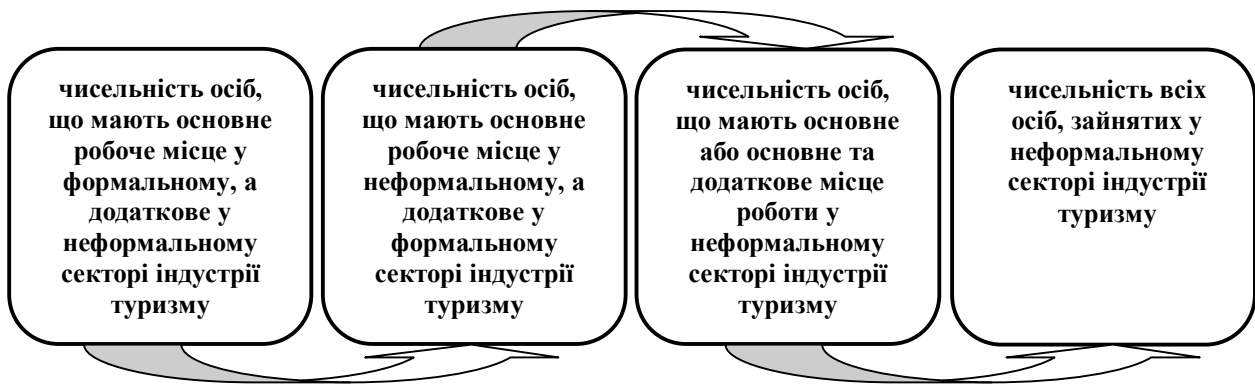 чисельність осіб,
що мають основне
робоче місце у
формальному, а
додаткове у
неформальному
секторі індустрії
туризму
чисельність осіб,
що мають основне
робоче місце у
неформальному, а
додаткове у
формальному
секторі індустрії
туризму
чисельність осіб,
що мають основне
або основне та
додаткове місце
роботи у
неформальному
секторі індустрії
туризму
чисельність всіх
осіб, зайнятих у
неформальному
секторі індустрії
туризму